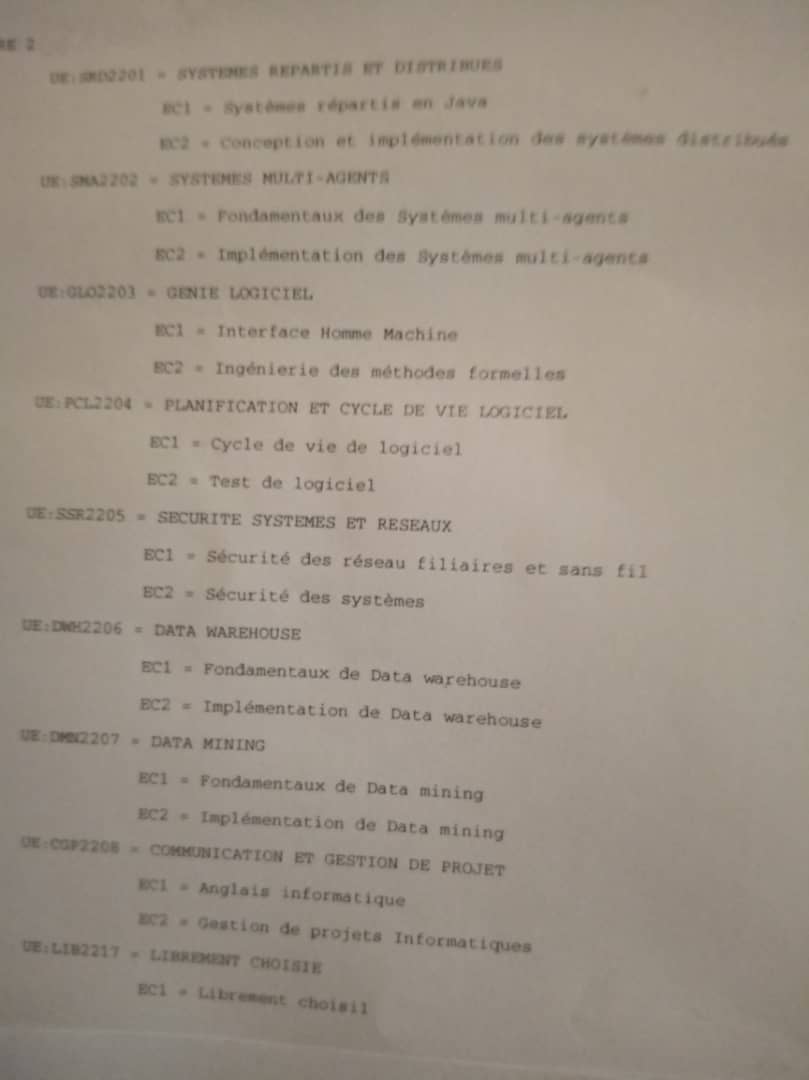 RE 2
UE:SRD2201 = SYSTEMES REPARTIS ET DISTRIBUES
EC1 = Systèmes répartis en Java
EC2 = Conception et implémentation des systèmes distribués
UE:SMA2202 = SYSTEMES MULTI-AGENTS
EC1 = Fondamentaux des Systèmes multi-agents
EC2 = Implémentation des Systèmes multi-agents
UE:GLO2203 = GENIE LOGICIEL
EC1 = Interface Homme Machine
EC2 = Ingénierie des méthodes formelles
UE:PCL2204 = PLANIFICATION ET CYCLE DE VIE LOGICIEL
EC1 = Cycle de vie de logiciel
EC2 = Test de logiciel
UE:SSR2205 = SECURITE SYSTEMES ET RESEAUX
EC1 = Sécurité des réseau filiaires et sans fil
EC2 = Sécurité des systèmes
UE:DWH2206 = DATA WAREHOUSE
EC1 = Fondamentaux de Data warehouse
EC2 = Implémentation de Data warehouse
UE:DMN2207 = DATA MINING
EC1 = Fondamentaux de Data mining
EC2 = Implémentation de Data mining
UE:CGP2208 = COMMUNICATION ET GESTION DE PROJET
EC1 = Anglais informatique
EC2 = Gestion de projets Informatiques
UE:LIB2217 = LIBREMENT CHOISIE
EC1 = Librement choisi1